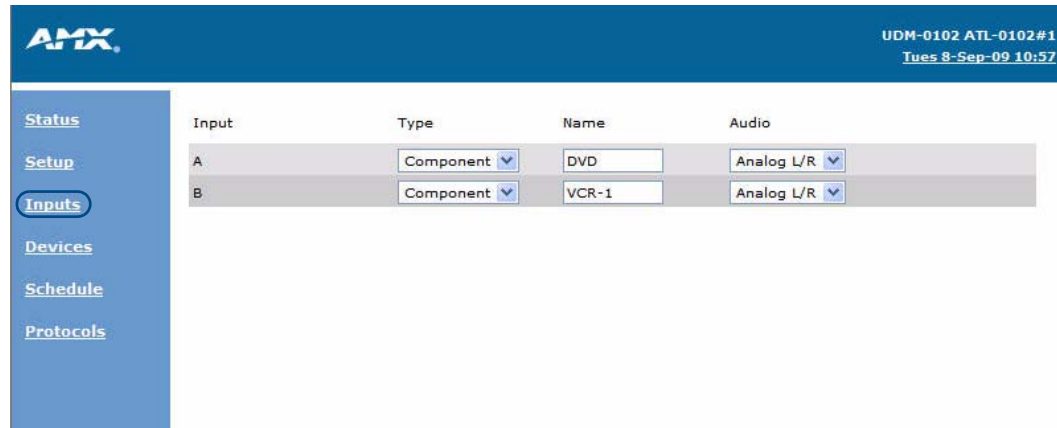 AMX.
UDM-0102 ATL-0102#1
Tues 8-Sep-09 10:57
Status
Setup
Inputs
Devices
Schedule
Protocols
Input Type Name Audio
A Component DVD Analog L/R
B Component VCR-1 Analog L/R